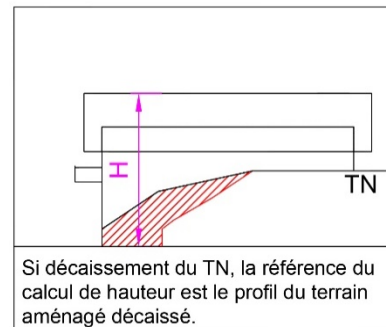 H
TN
Si décaissement du TN, la référence du
calcul de hauteur est le profil du terrain
aménagé décaissé.